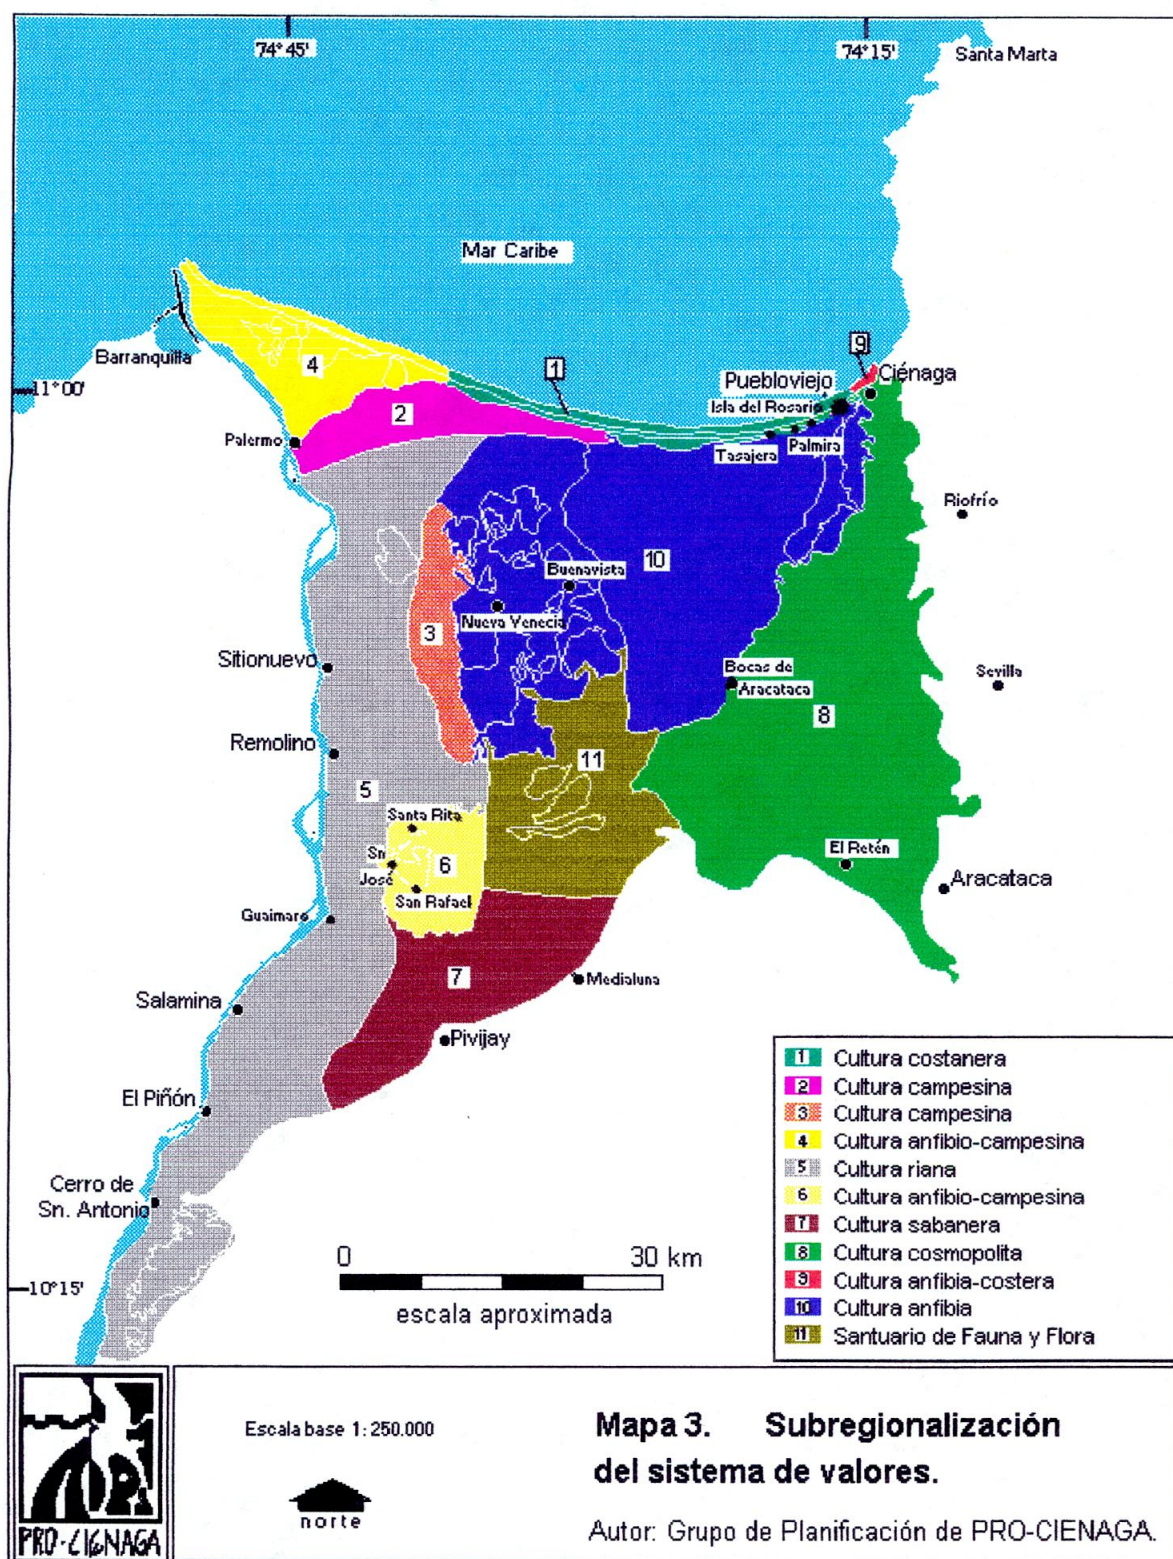 74°45'
74°15'
Santa Marta
Mar Caribe
Barranquilla
4
1
9
Puebloviejo
Ciénaga
11°00'
Isla del Rosario
2
Palermo
Tasajera
Palmira
Riofrío
10
Buenavista
Nueva Venecia
3
Sitionuevo
Bocas de
Aracataca
Sevilla
8
Remolino
11
5
Santa Rita
Sn
José
6
El Retén
Aracataca
San Rafael
Guaimaro
7
Medialuna
Salamina
Pivijay
El Piñón
Cerro de
Sn. Antonio
1 Cultura costanera
2 Cultura campesina
3 Cultura campesina
4 Cultura anfibio-campesina
5 Cultura riana
6 Cultura anfibio-campesina
7 Cultura sabanera
8 Cultura cosmopolita
9 Cultura anfibia-costera
10 Cultura anfibia
11 Santuario de Fauna y Flora
0 30 km
escala aproximada
10°15'
PRO-CIENAGA
Escala base 1: 250.000
norte
Mapa 3. Subregionalización
del sistema de valores.
Autor: Grupo de Planificación de PRO-CIENAGA.